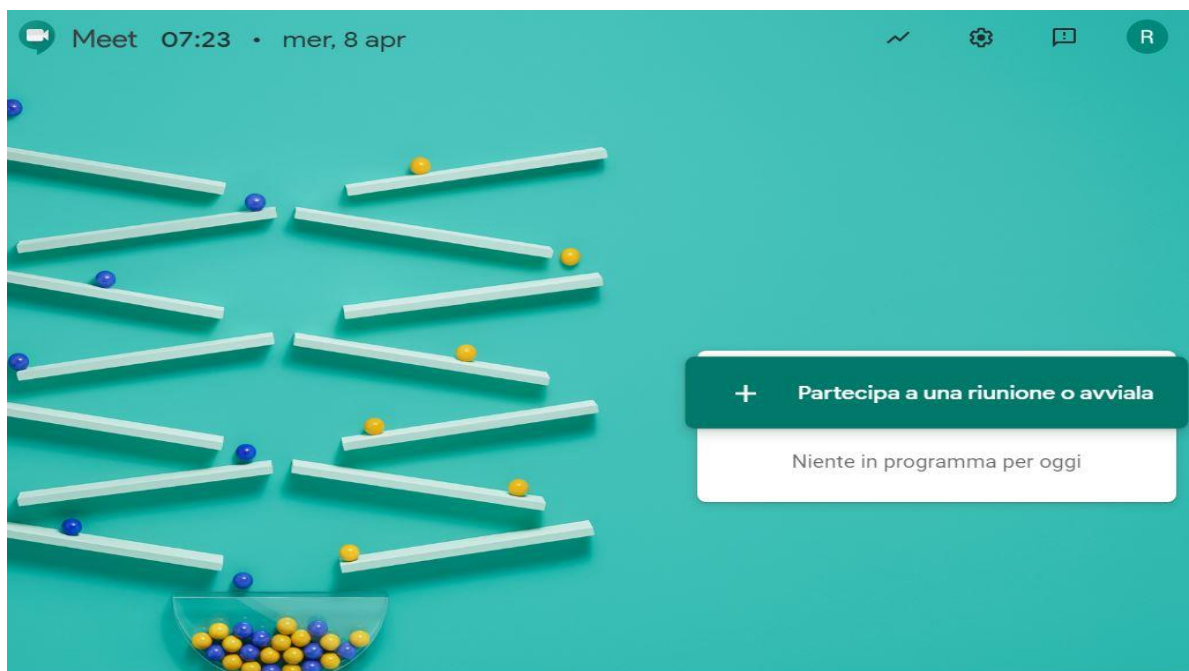 Meet 07:23 • mer, 8 apr
R
+ Partecipa a una riunione o avviala
Niente in programma per oggi